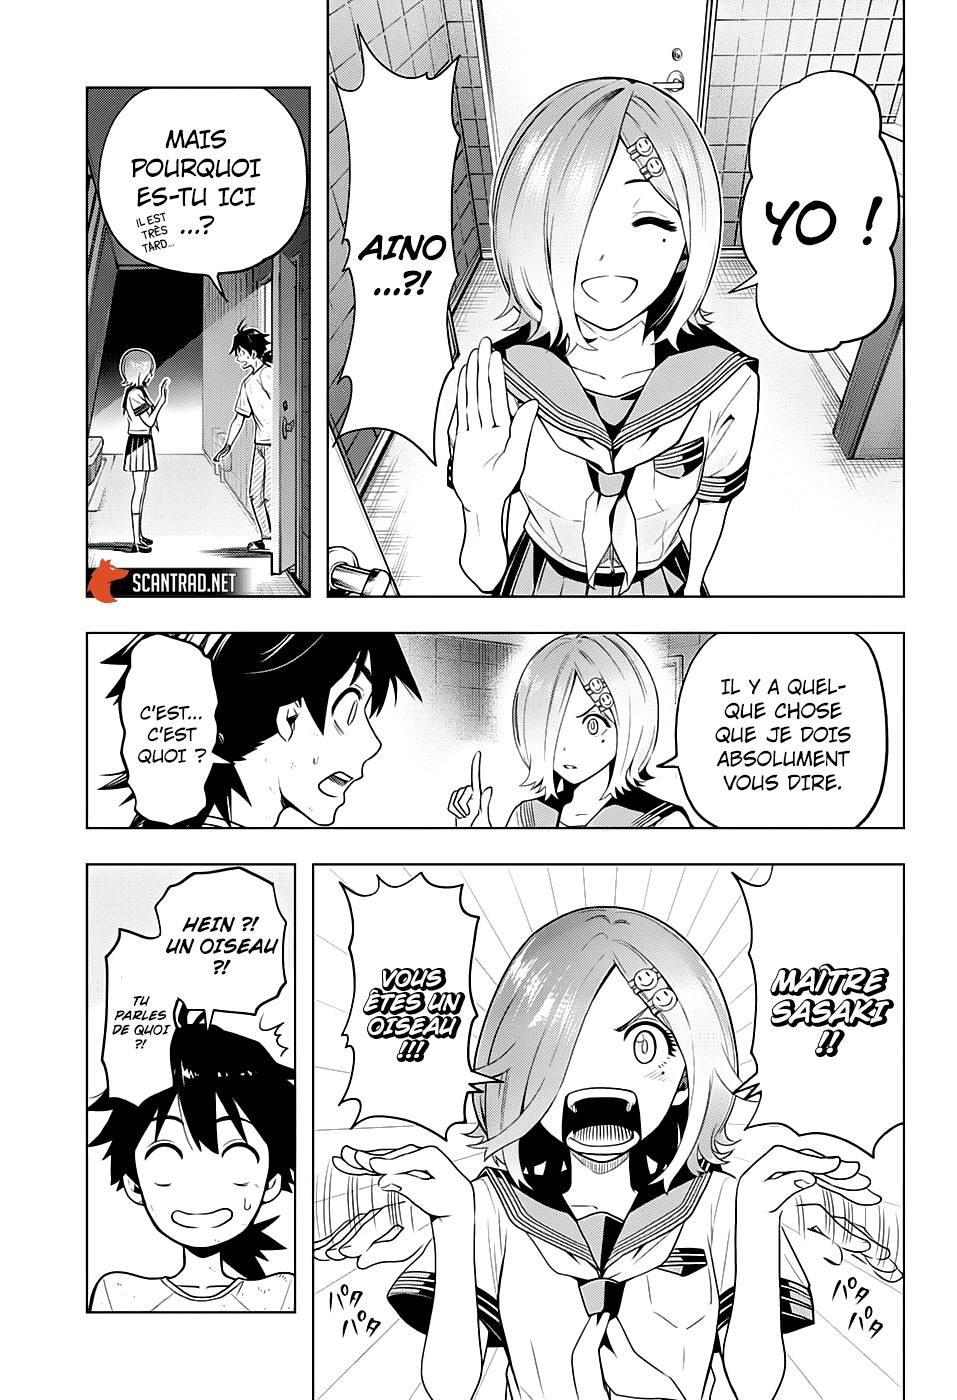 YO !
AINO
...?!
MAIS
POURQUOI
ES-TU ICI
...?
IL EST
TRÈS
TARD...
SCANTRAD.NET
IL Y A QUEL-
QUE CHOSE
QUE JE DOIS
ABSOLUMENT
VOUS DIRE.
C'EST...
C'EST
QUOI ?
MAÎTRE
SASAKI
!!
VOUS
ÊTES UN
OISEAU
!!!
パタ
パタ
パタ
パタ
HEIN ?!
UN OISEAU
?!
TU
PARLES
DE QUOI
?!